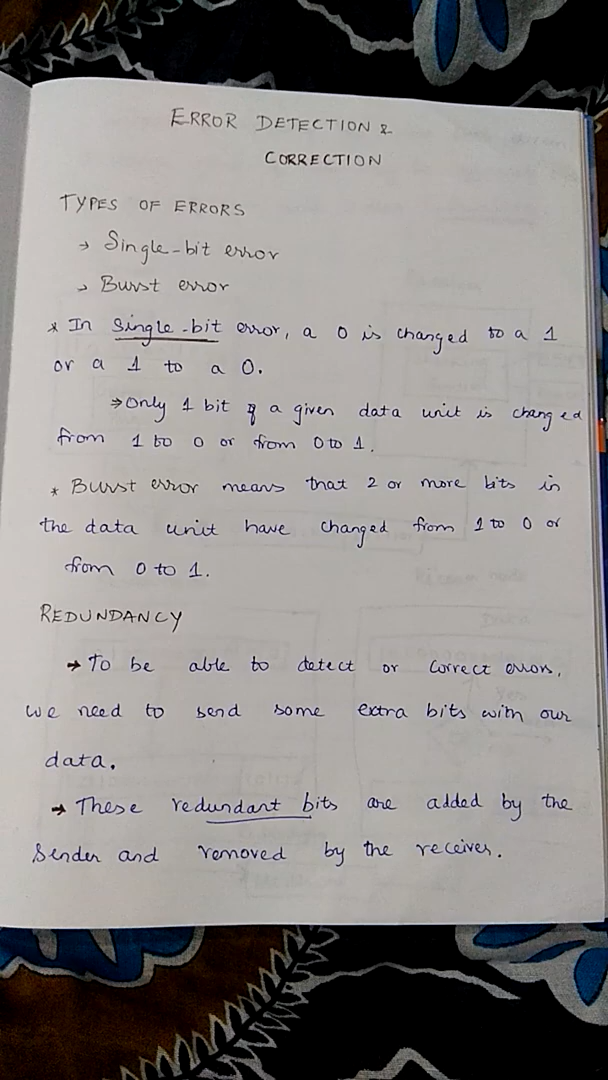 ERROR DETECTION &
CORRECTION
TYPES OF ERRORS
→ Single-bit error
→ Burst error
* In Single-bit error, a 0 is changed to a 1
or a 1 to a 0.
⇒ Only 1 bit of a given data unit is changed
from 1 to 0 or from 0 to 1.
* Burst error means that 2 or more bits in
the data unit have changed from 1 to 0 or
from 0 to 1.
REDUNDANCY
→ To be able to detect or correct errors,
we need to send some extra bits with our
data.
→ These redundant bits are added by the
Sender and removed by the receiver.